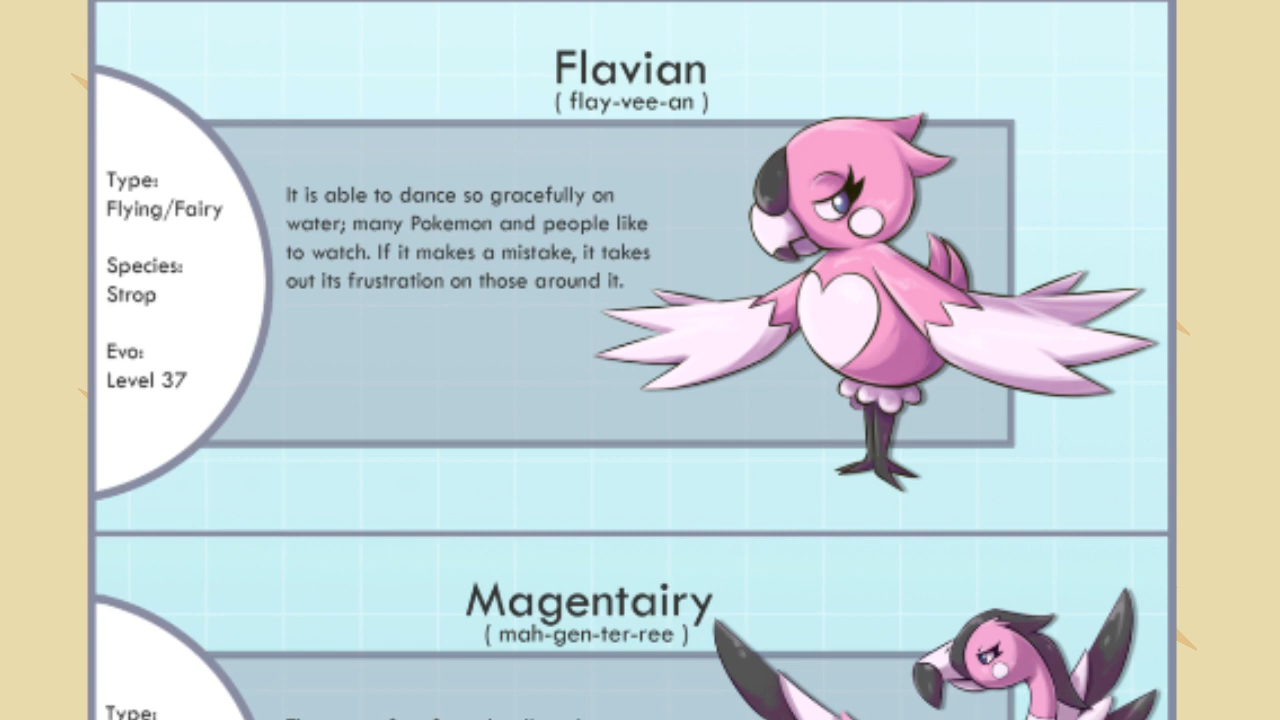 Flavian
( flay-vee-an )
Type:
Flying/Fairy
Species:
Strop
Evo:
Level 37
It is able to dance so gracefully on
water; many Pokemon and people like
to watch. If it makes a mistake, it takes
out its frustration on those around it.
Magentairy
( mah-gen-ter-ree )
Type: